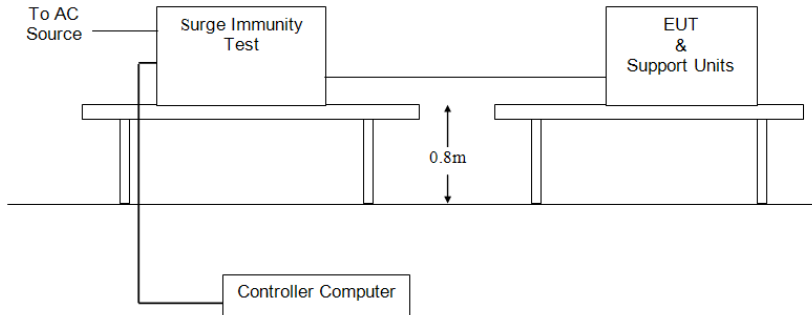 To AC
Source
Surge Immunity
Test
EUT
&
Support Units
0.8m
Controller Computer